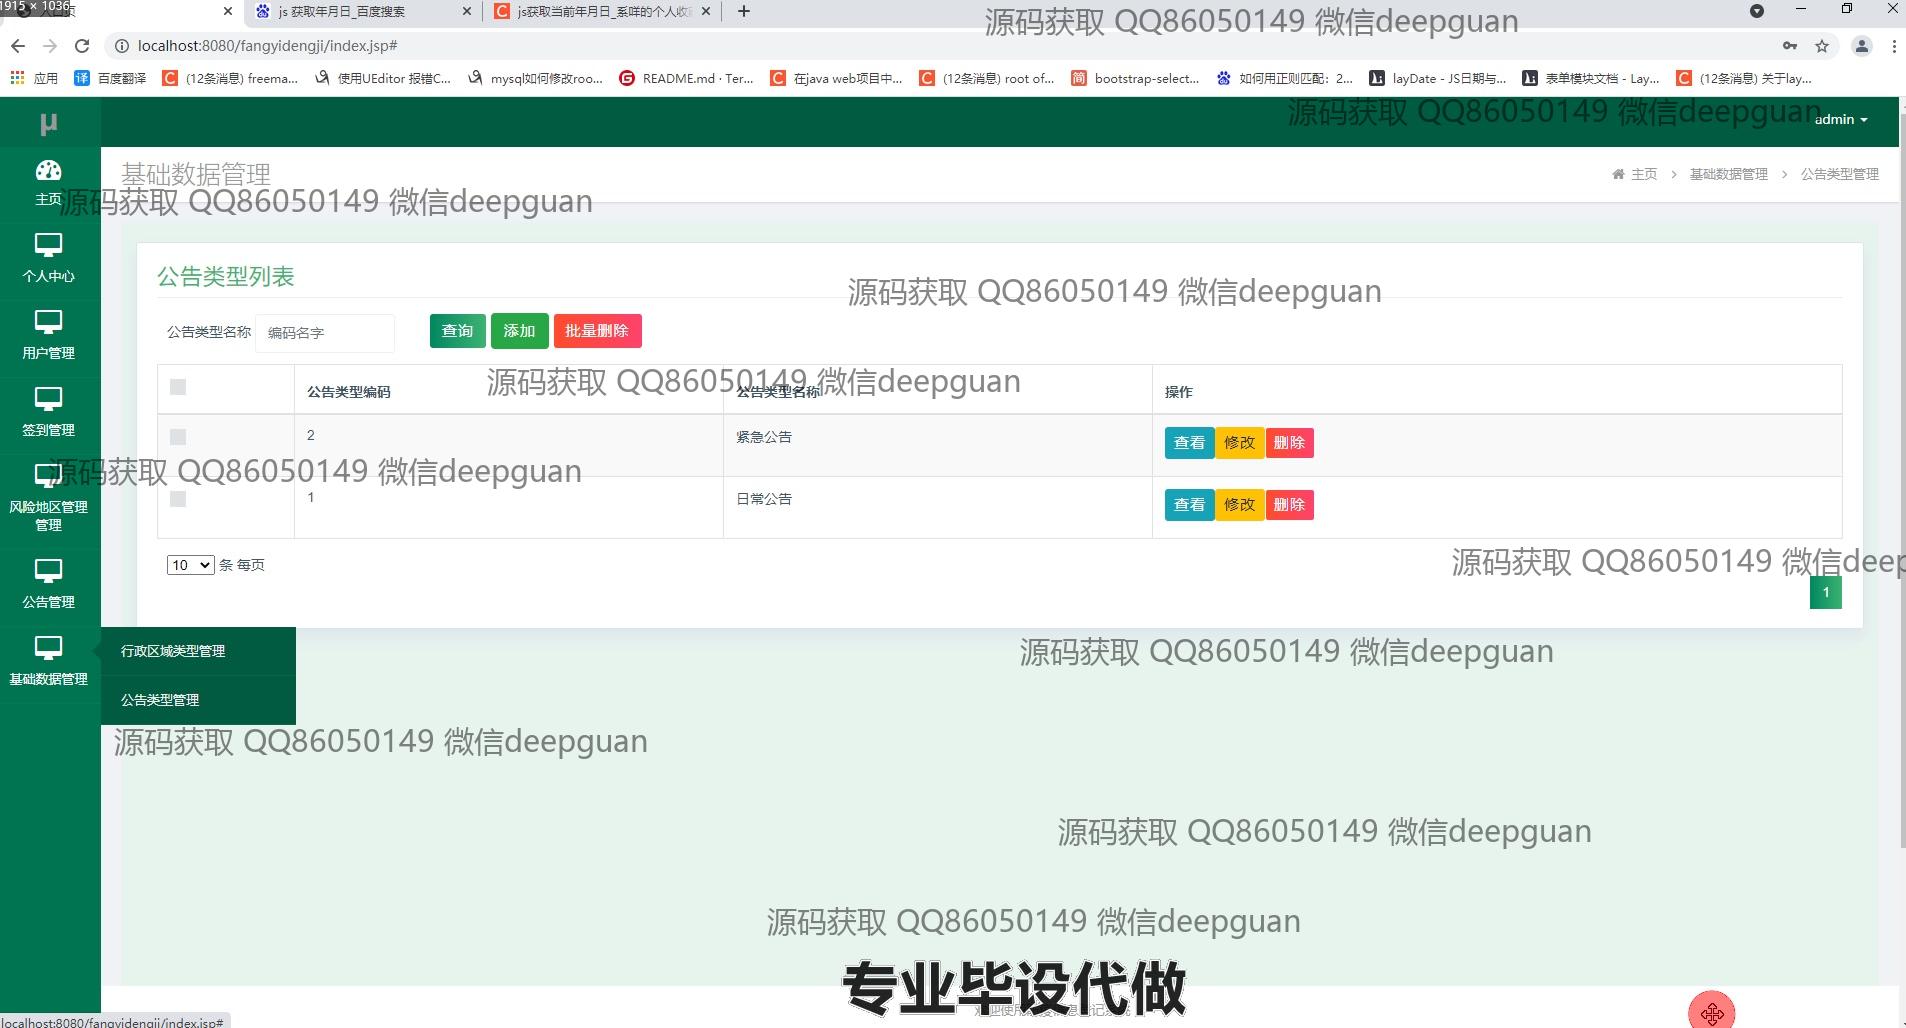 1915 × 1036
js 获取年月日_百度搜索
js获取当前年月日_系咩的个人收
源码获取 QQ86050149 微信deepguan
localhost:8080/fangyidengji/index.jsp#
应用
百度翻译
(12条消息) freema...
使用UEditor 报错C...
mysql如何修改roo...
README.md · Ter...
在java web项目中...
(12条消息) root of...
bootstrap-select...
如何用正则匹配：2...
layDate - JS日期与...
表单模块文档 - Lay...
(12条消息) 关于lay...
μ
源码获取 QQ86050149 微信deepguan
admin
基础数据管理
主页 > 基础数据管理 > 公告类型管理
主页
源码获取 QQ86050149 微信deepguan
个人中心
用户管理
签到管理
风险地区管理
管理
公告管理
基础数据管理
行政区域类型管理
公告类型管理
公告类型列表
源码获取 QQ86050149 微信deepguan
公告类型名称 编码名字 查询 添加 批量删除
源码获取 QQ86050149 微信deepguan
公告类型编码 公告类型名称 操作
2 紧急公告 查看 修改 删除
源码获取 QQ86050149 微信deepguan
1 日常公告 查看 修改 删除
10 条 每页
源码获取 QQ86050149 微信deep
1
源码获取 QQ86050149 微信deepguan
源码获取 QQ86050149 微信deepguan
源码获取 QQ86050149 微信deepguan
源码获取 QQ86050149 微信deepguan
专业毕设代做
localhost:8080/fangyidengji/index.jsp#